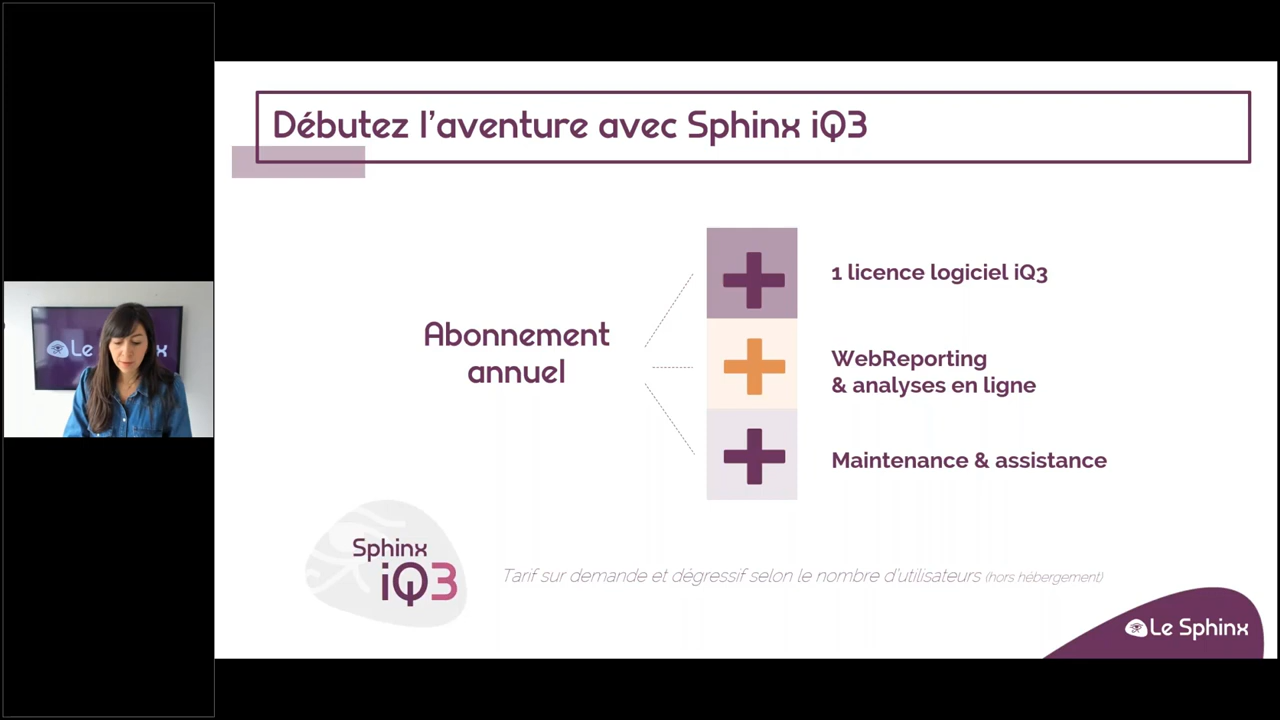 Débutez l'aventure avec Sphinx iQ3
Abonnement
annuel
1 licence logiciel iQ3
WebReporting
& analyses en ligne
Maintenance & assistance
Sphinx
iQ3
Tarif sur demande et dégressif selon le nombre d'utilisateurs (hors hébergement)
Le Sphinx
Le
x